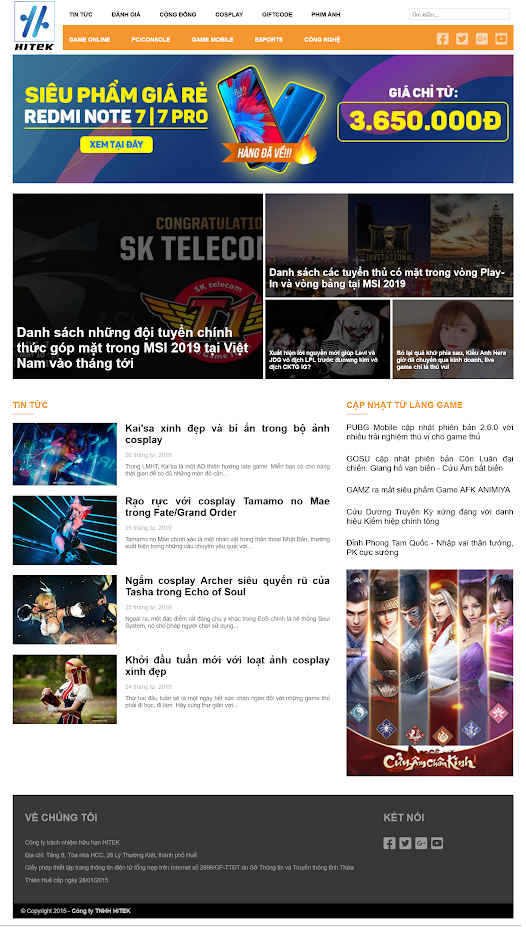 HITEK
TIN TỨC ĐÁNH GIÁ CỘNG ĐỒNG COSPLAY GIFTCODE PHIM ẢNH
Tìm kiếm...
GAME ONLINE PC/CONSOLE GAME MOBILE ESPORTS CÔNG NGHỆ
SIÊU PHẨM GIÁ RẺ
REDMI NOTE 7 | 7 PRO
XEM TẠI ĐÂY
HÀNG ĐÃ VỀ!!!
GIÁ CHỈ TỪ:
3.650.000Đ
CONGRATULATIO
SK TELECOM
SK telecom
T1
Danh sách những đội tuyển chính
thức góp mặt trong MSI 2019 tại Việt
Nam vào tháng tới
INVITATIONAL
Danh sách các tuyển thủ có mặt trong vòng Play-
In và vòng bảng tại MSI 2019
Xuất hiện lời nguyền mới giúp Levi và
JDG vô địch LPL trước duowng kim vô
địch CKTG IG?
Bỏ lại quá khứ phía sau, Kiều Anh Hera
giờ đã chuyển qua kinh doanh, live
game chỉ là thú vui
TIN TỨC
Kai'sa xinh đẹp và bí ẩn trong bộ ảnh
cosplay
26 tháng tư, 2019
Trong LMHT, Kai'sa là một AD thiên hướng late game. Miễn bạn có cho nàng
thời gian để có đủ những món đồ cần...
Rạo rực với cosplay Tamamo no Mae
trong Fate/Grand Order
25 tháng tư, 2019
Tamamo no Mae chính xác là một nhân vật trong thần thoại Nhật Bản, thường
xuất hiện trong những câu chuyện yêu quái với...
Ngắm cosplay Archer siêu quyến rũ của
Tasha trong Echo of Soul
25 tháng tư, 2019
Ngoài ra, một đặc điểm rất đáng chú ý khác trong EoS chính là hệ thống Soul
System, nó cho phép người chơi sử dụng...
Khởi đầu tuần mới với loạt ảnh cosplay
xinh đẹp
24 tháng tư, 2019
Thứ hai đầu tuần sẽ là một ngày hết sức chán ngán đối với những game thủ
phải đi học, đi làm. Hãy cùng thư giãn với...
CẬP NHẬT TỪ LÀNG GAME
PUBG Mobile cập nhật phiên bản 2.6.0 với
nhiều trải nghiệm thú vị cho game thủ
GOSU cập nhật phiên bản Côn Luân đại
chiến: Giang hồ vạn biến - Cửu Âm bất biến
GAMZ ra mắt siêu phẩm Game AFK ANIMIYA
Cửu Dương Truyền Kỳ xứng đáng với danh
hiệu Kiếm hiệp chính tông
Đỉnh Phong Tam Quốc - Nhập vai thần tướng,
PK cực sướng
Cửu Âm Chân Kinh
VỀ CHÚNG TÔI
Công ty trách nhiệm hữu hạn HITEK
Địa chỉ: Tầng 8, Tòa nhà HCC, 28 Lý Thường Kiệt, thành phố Huế
Giấy phép thiết lập trang thông tin điện tử tổng hợp trên Internet số 2696/GP-TTĐT do Sở Thông tin và Truyền thông tỉnh Thừa
Thiên Huế cấp ngày 28/01/2015
KẾT NỐI
© Copyright 2015 - Công ty TNHH HITEK